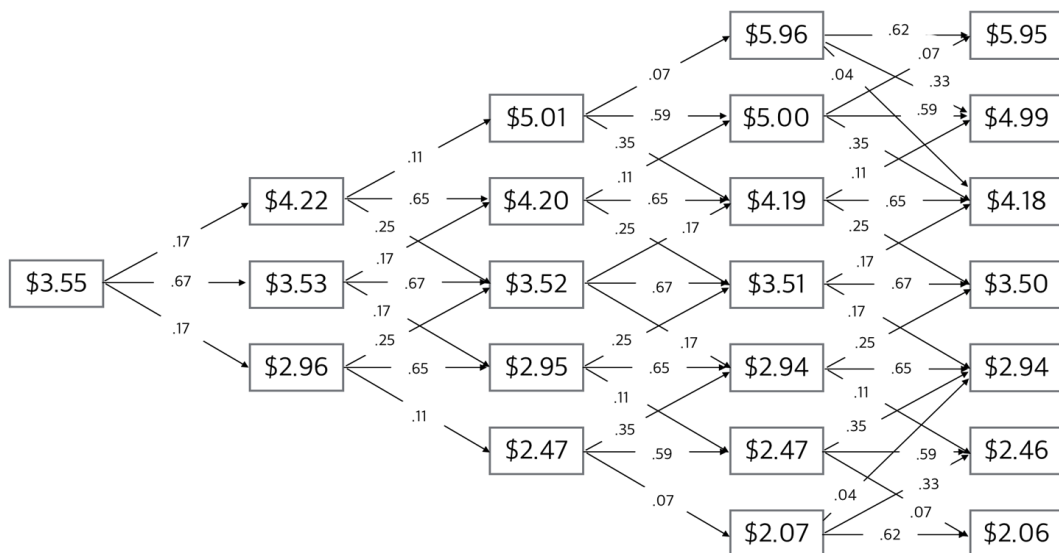 $5.96 .62 $5.95
.07
.07 .04 .33
$5.01 .59 $5.00 .59 $4.99
.35 .35
.11 .11 .11
$4.22 .65 $4.20 .65 $4.19 .65 $4.18
.17 .25 .25 .17 .25
.17 .17
$3.55 .67 $3.53 .67 $3.52 .67 $3.51 .67 $3.50
.17 .17 .17
.17 .25 .25 .25
$2.96 .65 $2.95 .65 $2.94 .65 $2.94
.11 .11 .11
.35 .35
$2.47 .59 $2.47 .59 $2.46
.07 .04 .33
.07
$2.07 .62 $2.06